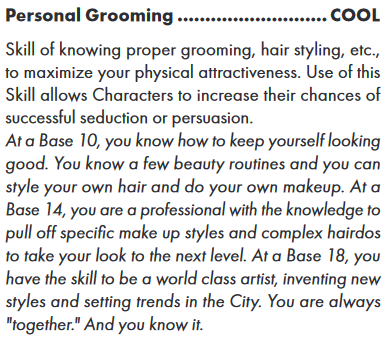 Personal Grooming ........................... COOL
Skill of knowing proper grooming, hair styling, etc.,
to maximize your physical attractiveness. Use of this
Skill allows Characters to increase their chances of
successful seduction or persuasion.
At a Base 10, you know how to keep yourself looking
good. You know a few beauty routines and you can
style your own hair and do your own makeup. At a
Base 14, you are a professional with the knowledge to
pull off specific make up styles and complex hairdos
to take your look to the next level. At a Base 18, you
have the skill to be a world class artist, inventing new
styles and setting trends in the City. You are always
"together." And you know it.